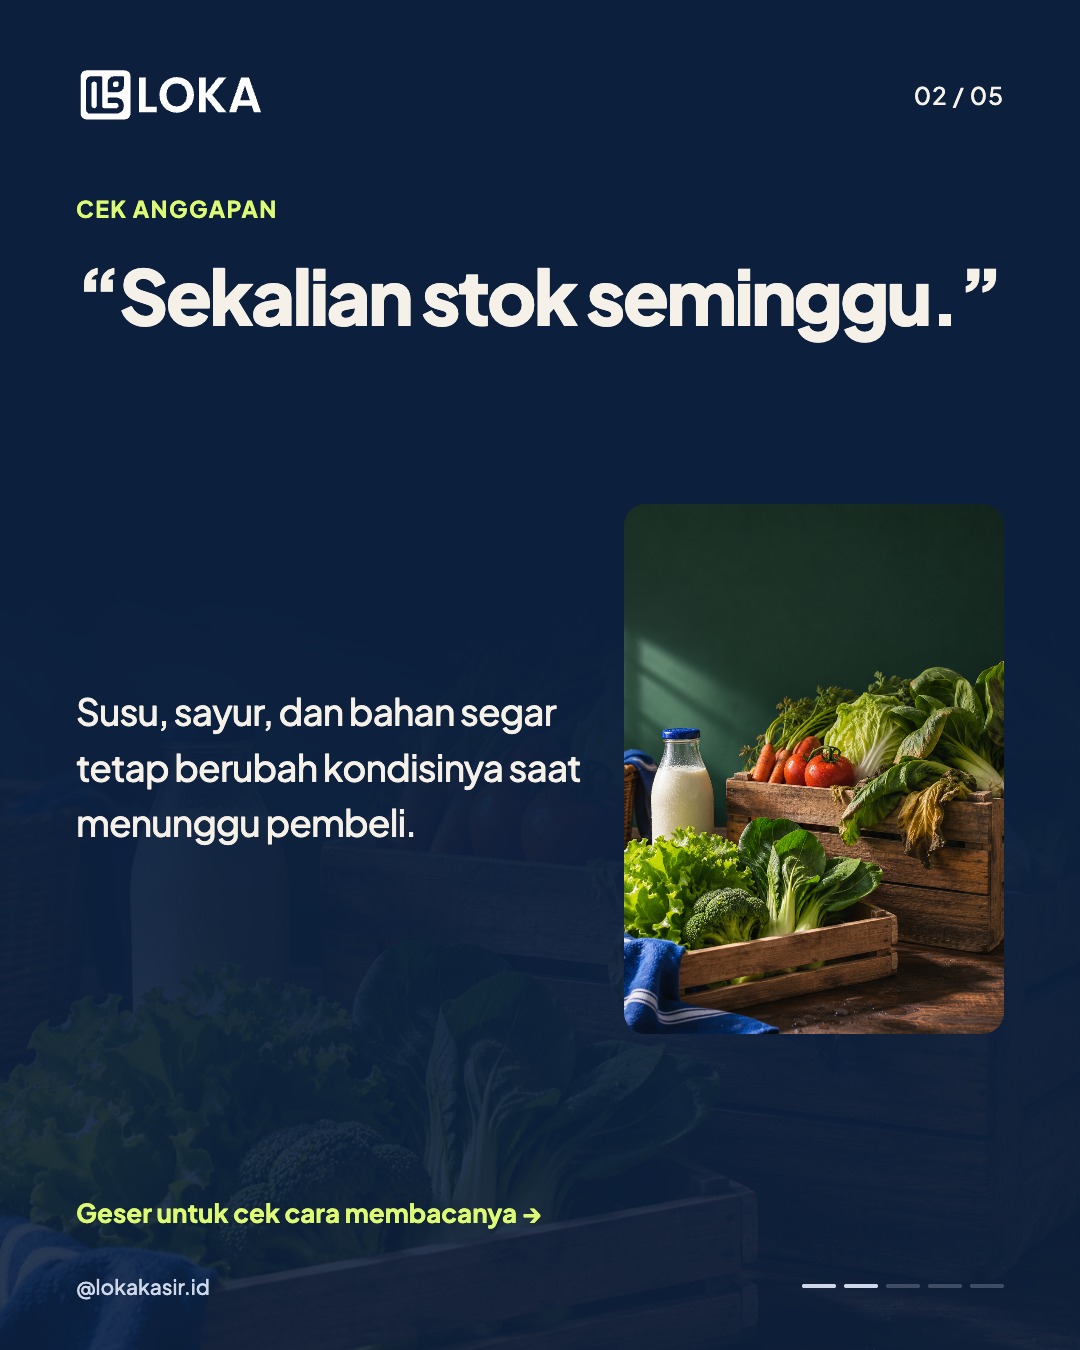 LOKA
02 / 05
CEK ANGGAPAN
“Sekalian stok seminggu.”
Susu, sayur, dan bahan segar
tetap berubah kondisinya saat
menunggu pembeli.
Geser untuk cek cara membacanya →
@lokakasir.id